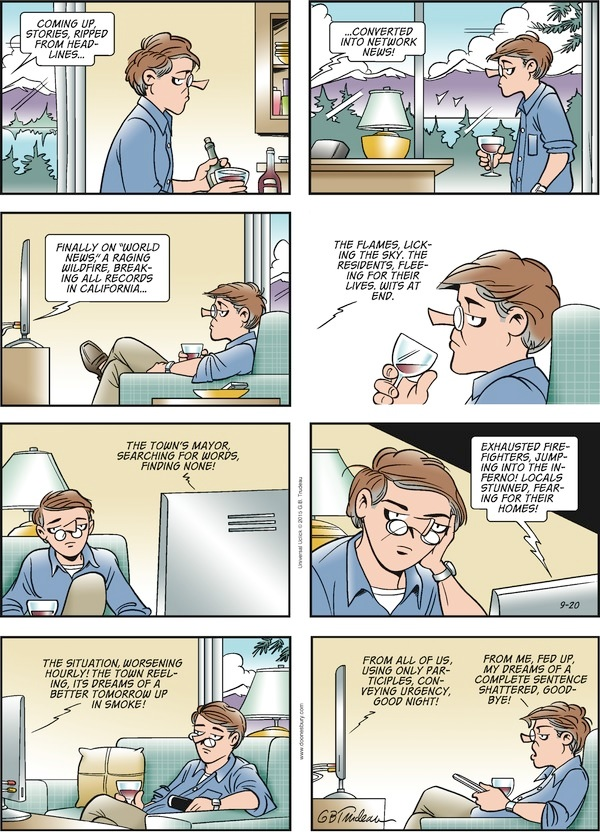 COMING UP,
STORIES, RIPPED
FROM HEAD-
LINES...
...CONVERTED
INTO NETWORK
NEWS!
FINALLY ON "WORLD
NEWS," A RAGING
WILDFIRE, BREAK-
ING ALL RECORDS
IN CALIFORNIA...
THE FLAMES, LICK-
ING THE SKY. THE
RESIDENTS, FLEE-
ING FOR THEIR
LIVES. WITS AT
END.
THE TOWN'S MAYOR,
SEARCHING FOR WORDS,
FINDING NONE!
Universal Uclick © 2015 G.B. Trudeau
EXHAUSTED FIRE-
FIGHTERS, JUMP-
ING INTO THE IN-
FERNO! LOCALS
STUNNED, FEAR-
ING FOR THEIR
HOMES!
9-20
THE SITUATION, WORSENING
HOURLY! THE TOWN REEL-
ING, ITS DREAMS OF A
BETTER TOMORROW UP
IN SMOKE!
www.doonesbury.com
FROM ALL OF US,
USING ONLY PAR-
TICIPLES, CON-
VEYING URGENCY,
GOOD NIGHT!
FROM ME, FED UP,
MY DREAMS OF A
COMPLETE SENTENCE
SHATTERED, GOOD-
BYE!
GBTrudeau